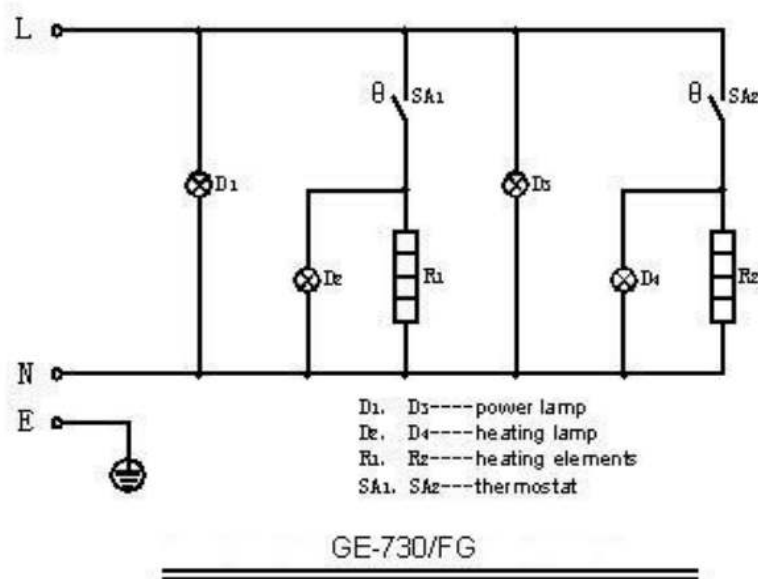 L
θ SA1
θ SA2
D1
D3
D2
R1
D4
R2
N
E
D1. D3----power lamp
D2. D4----heating lamp
R1. R2----heating elements
SA1. SA2---thermostat
GE-730/FG